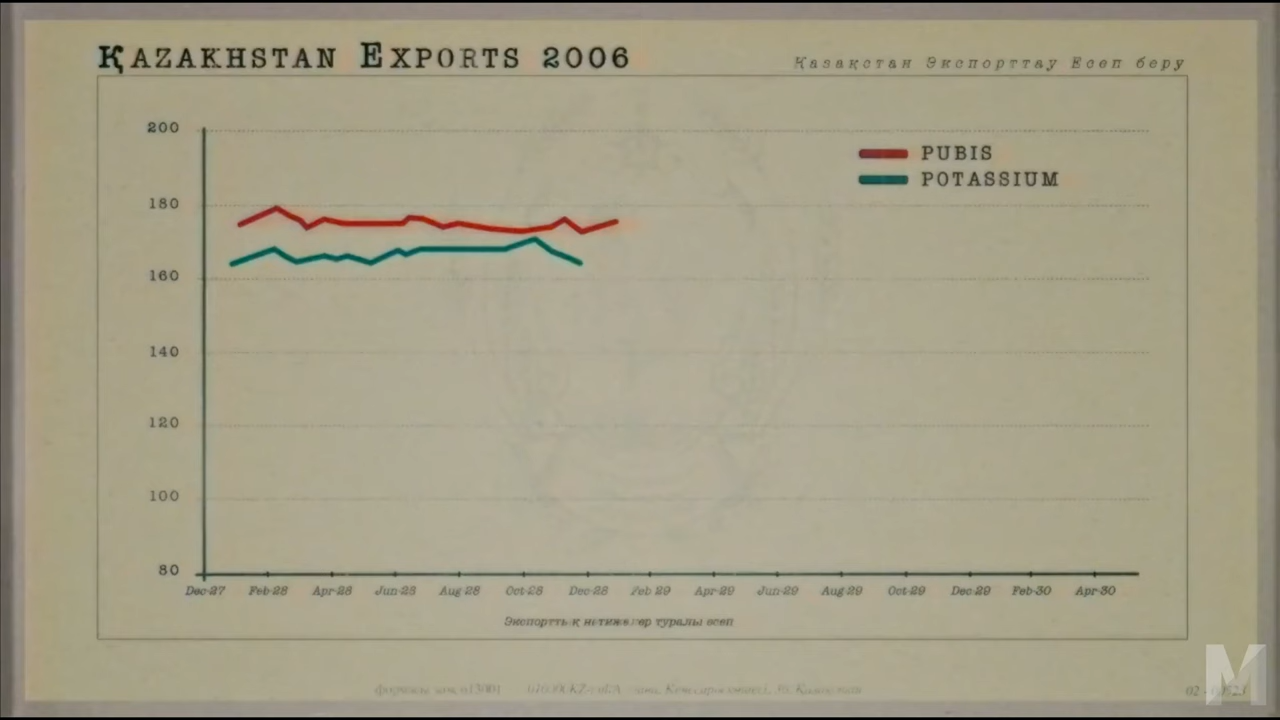 ҚAZAKHSTAN EXPORTS 2006
Қазақстан Экспорттау Есеп беру
200
180
160
140
120
100
80
PUBIS
POTASSIUM
Dec-27 Feb-28 Apr-28 Jun-28 Aug-28 Oct-28 Dec-28 Feb-29 Apr-29 Jun-29 Aug-29 Oct-29 Dec-29 Feb-30 Apr-30
туралы есеп
M